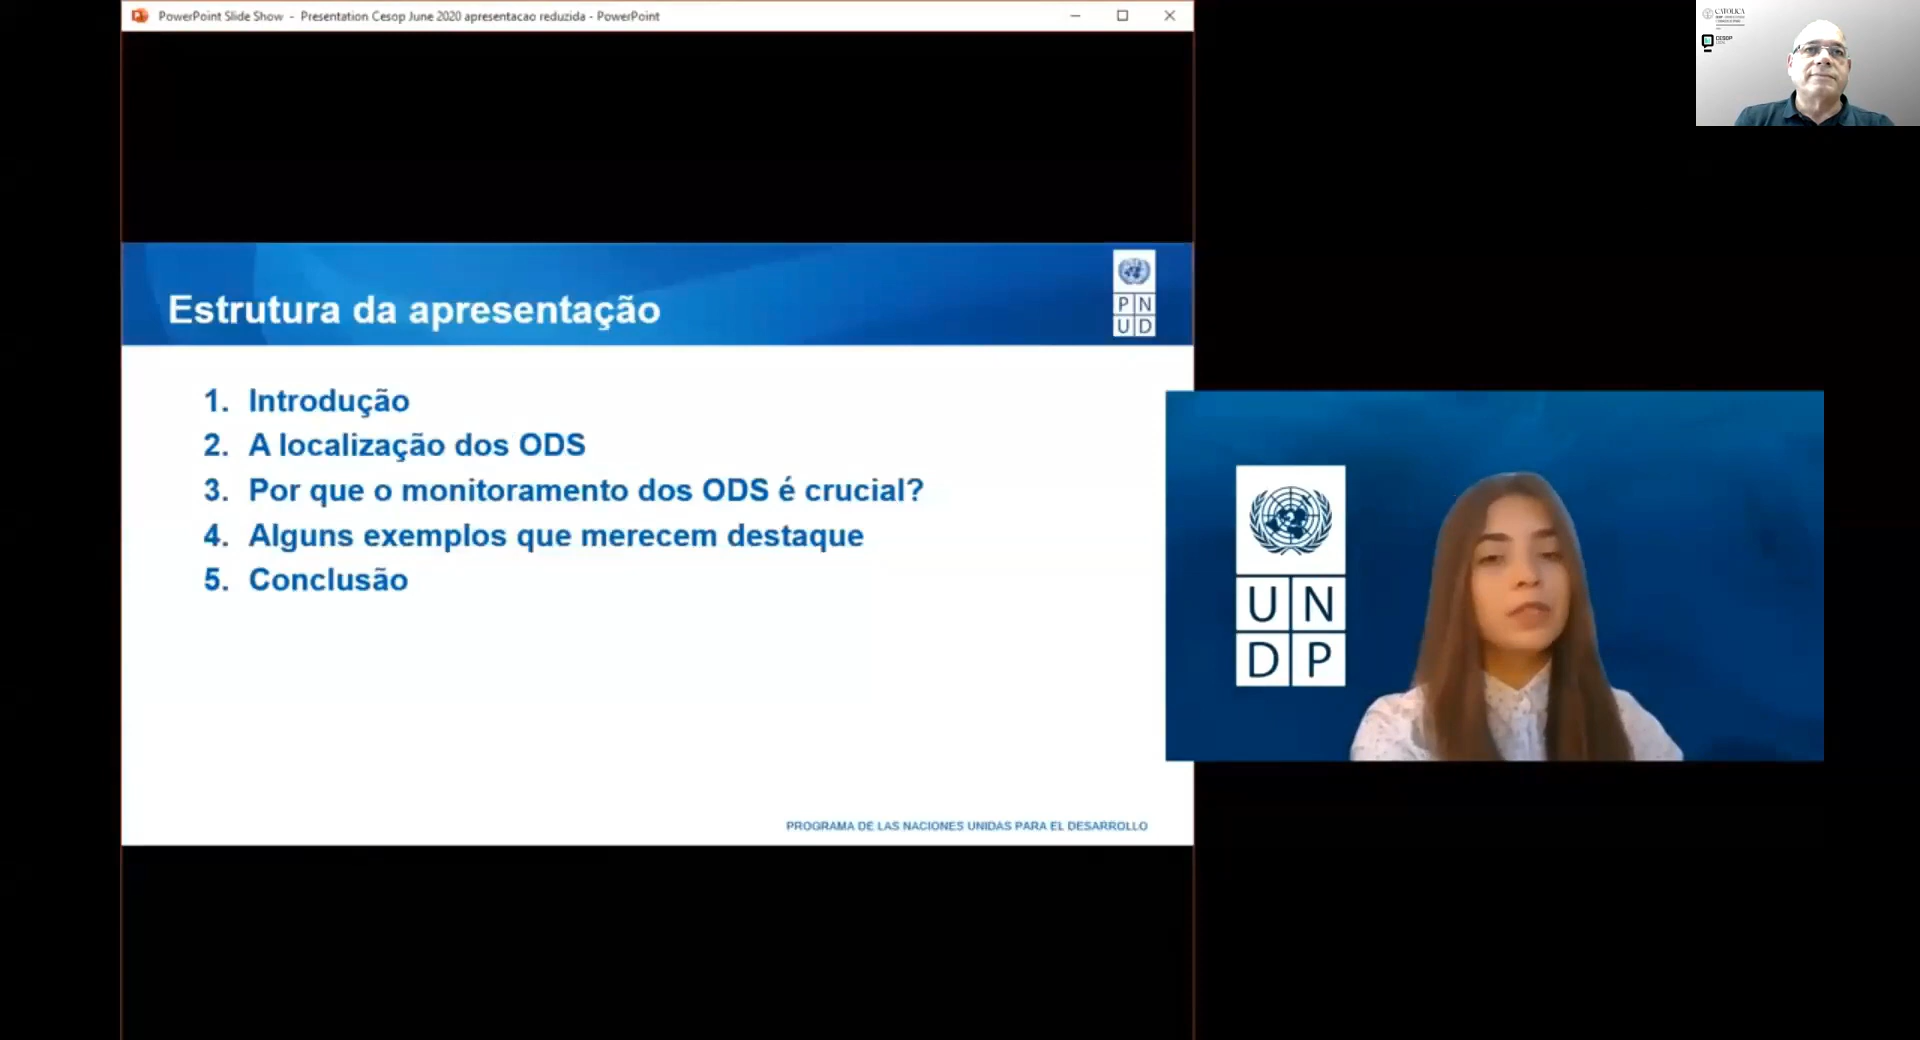 PowerPoint Slide Show - Presentation Cesop June 2020 apresentacao reduzida - PowerPoint
CATOLICA
CESOP
Estrutura da apresentação
P N
U D
1. Introdução
2. A localização dos ODS
3. Por que o monitoramento dos ODS é crucial?
4. Alguns exemplos que merecem destaque
5. Conclusão
PROGRAMA DE LAS NACIONES UNIDAS PARA EL DESARROLLO
U N
D P